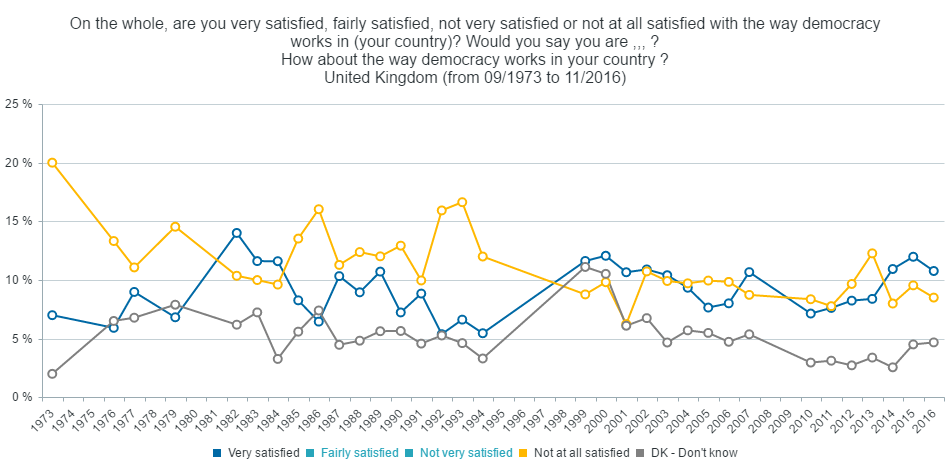 On the whole, are you very satisfied, fairly satisfied, not very satisfied or not at all satisfied with the way democracy
works in (your country)? Would you say you are ,,, ?
How about the way democracy works in your country ?
United Kingdom (from 09/1973 to 11/2016)
25 %
20 %
15 %
10 %
5 %
0 %
1973 1974 1975 1976 1977 1978 1979 1980 1981 1982 1983 1984 1985 1986 1987 1988 1989 1990 1991 1992 1993 1994 1995 1996 1997 1998 1999 2000 2001 2002 2003 2004 2005 2006 2007 2008 2009 2010 2011 2012 2013 2014 2015 2016
Very satisfied Fairly satisfied Not very satisfied Not at all satisfied DK - Don't know